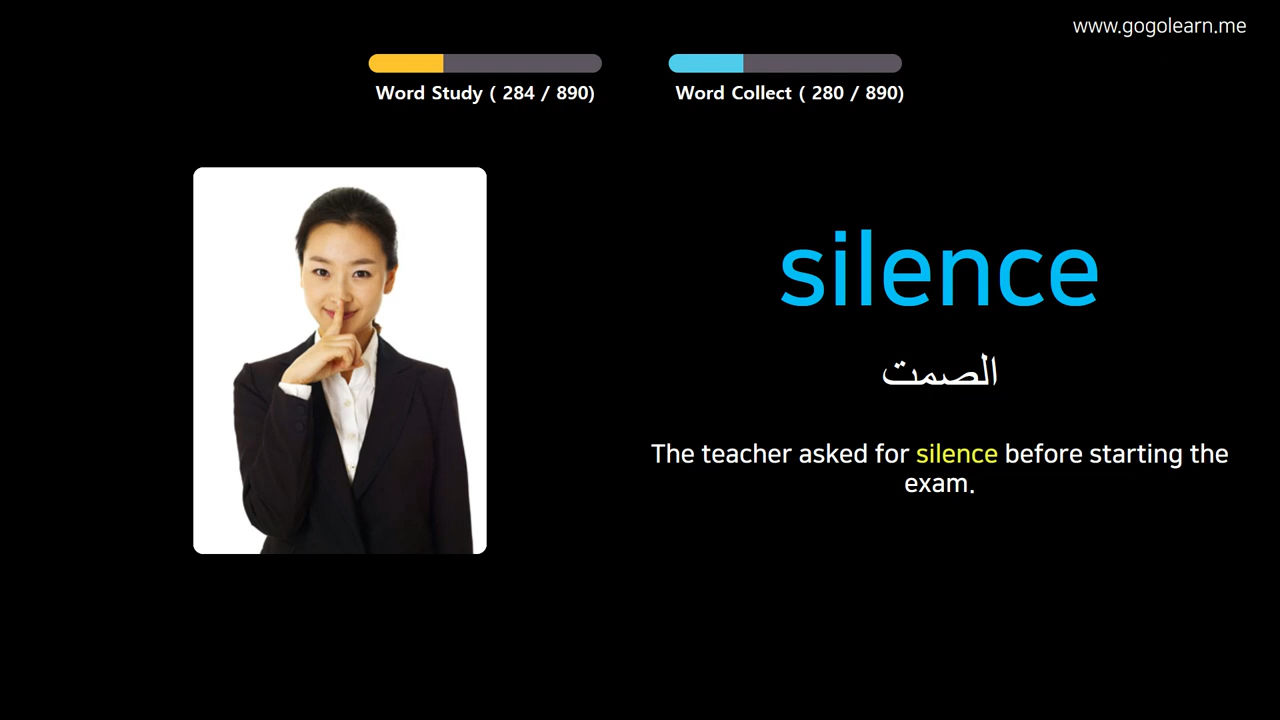 www.gogolearn.me
Word Study ( 284 / 890)
Word Collect ( 280 / 890)
silence
الصمت
The teacher asked for silence before starting the
exam.